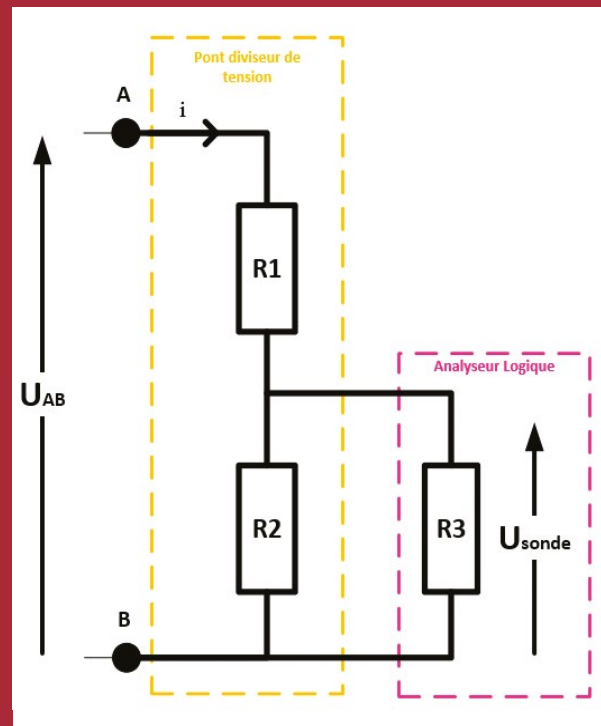 Pont diviseur de
tension
A
i
R1
Analyseur Logique
UAB
R2
R3
Usonde
B